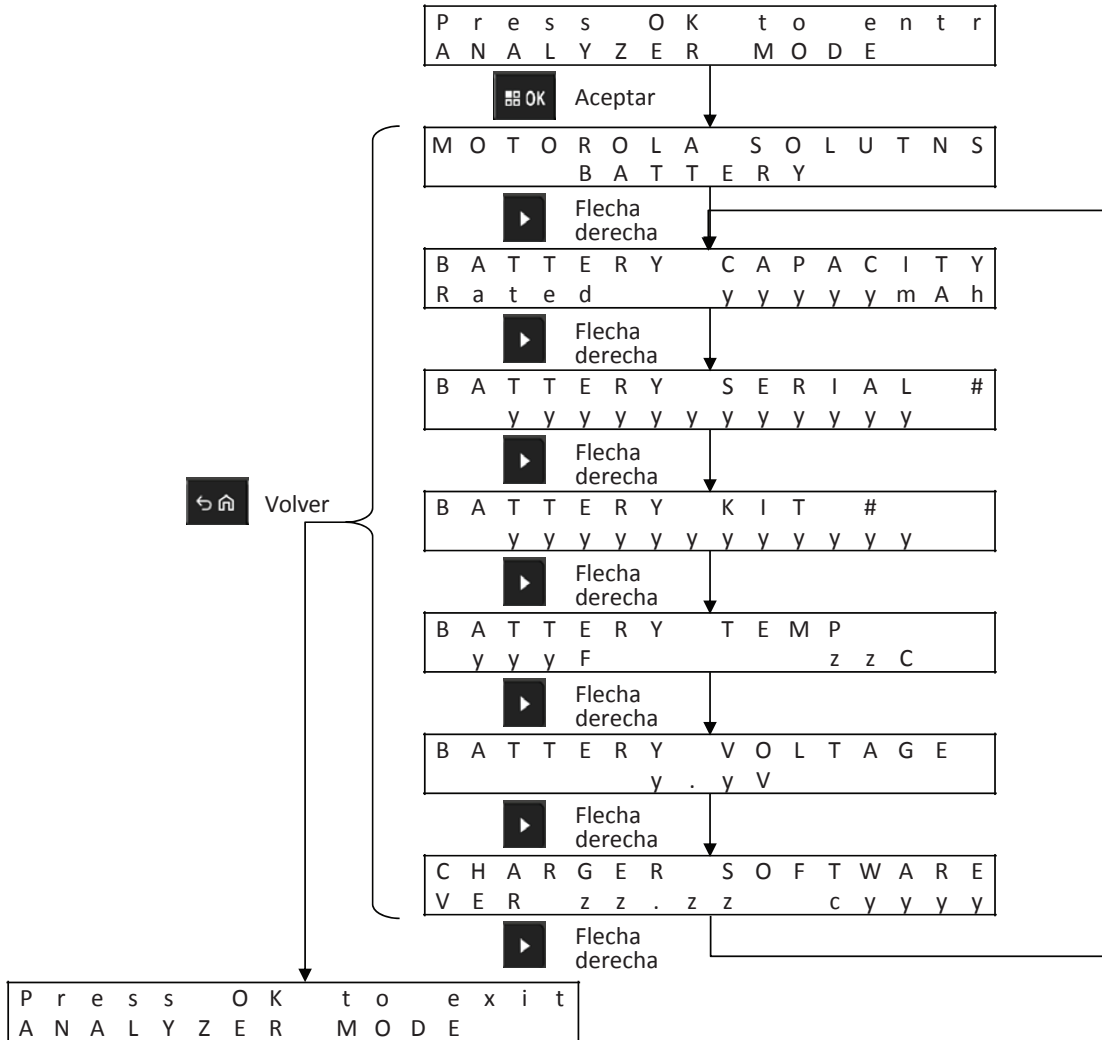 Press OK to entr
ANALYZER MODE
OK Aceptar
MOTOROLA SOLUTNS
BATTERY
Flecha
derecha
BATTERY CAPACITY
Rated yyyyymAh
Flecha
derecha
BATTERY SERIAL #
yyyyyyyyyyyy
Flecha
derecha
Volver
BATTERY KIT #
yyyyyyyyyyyy
Flecha
derecha
BATTERY TEMP
yyyF zzC
Flecha
derecha
BATTERY VOLTAGE
y.yV
Flecha
derecha
CHARGER SOFTWARE
VER zz.zz cyyyy
Flecha
derecha
Press OK to exit
ANALYZER MODE